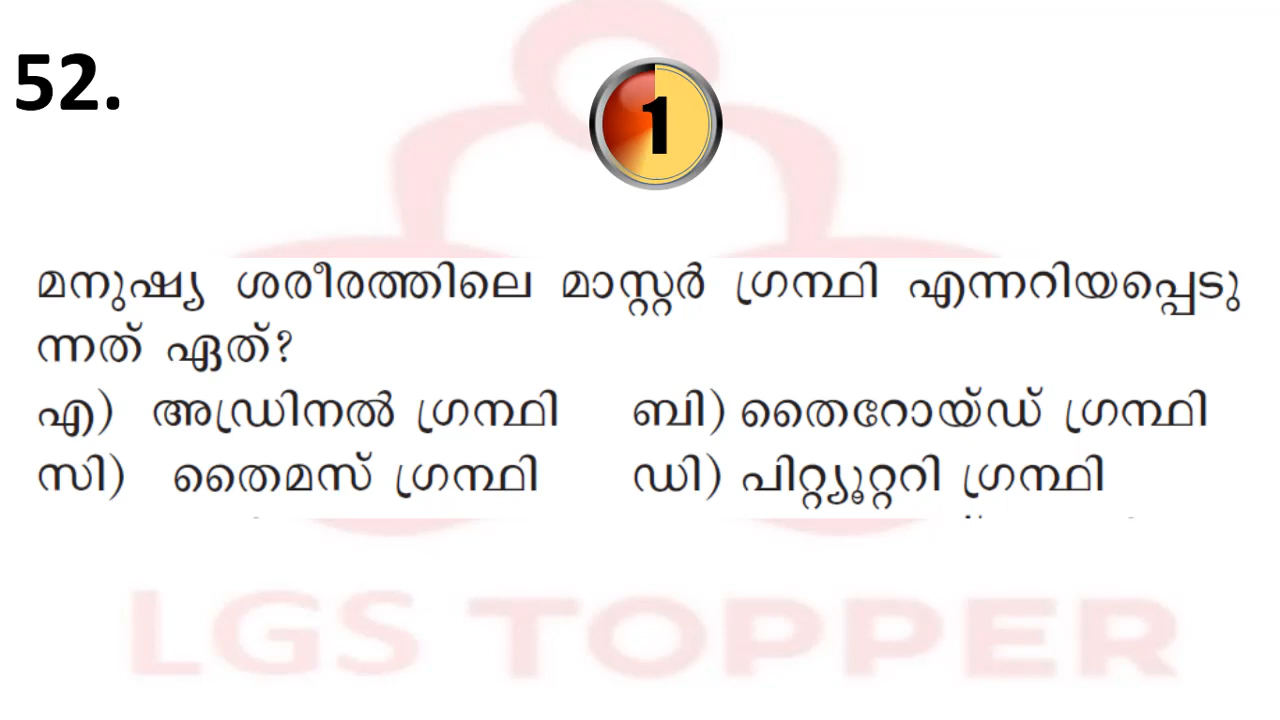 52.
1
മനുഷ്യ ശരീരത്തിലെ മാസ്റ്റർ ഗ്രന്ഥി എന്നറിയപ്പെടു
ന്നത് ഏത്?
എ) അഡ്രിനൽ ഗ്രന്ഥി ബി) തൈറോയ്ഡ് ഗ്രന്ഥി
സി) തൈമസ് ഗ്രന്ഥി ഡി) പിറ്റ്യൂറ്ററി ഗ്രന്ഥി
LGS TOPPER